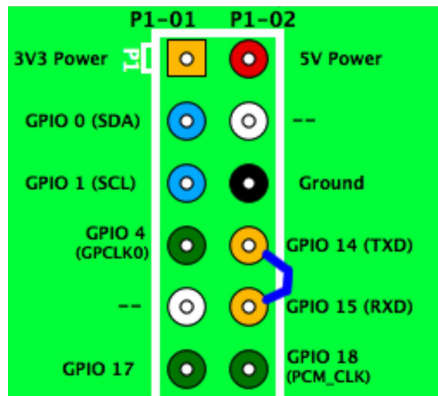 P1-01 P1-02
3V3 Power P1 5V Power
GPIO 0 (SDA) --
GPIO 1 (SCL) Ground
GPIO 4
(GPCLK0)
GPIO 14 (TXD)
-- GPIO 15 (RXD)
GPIO 17
GPIO 18
(PCM_CLK)